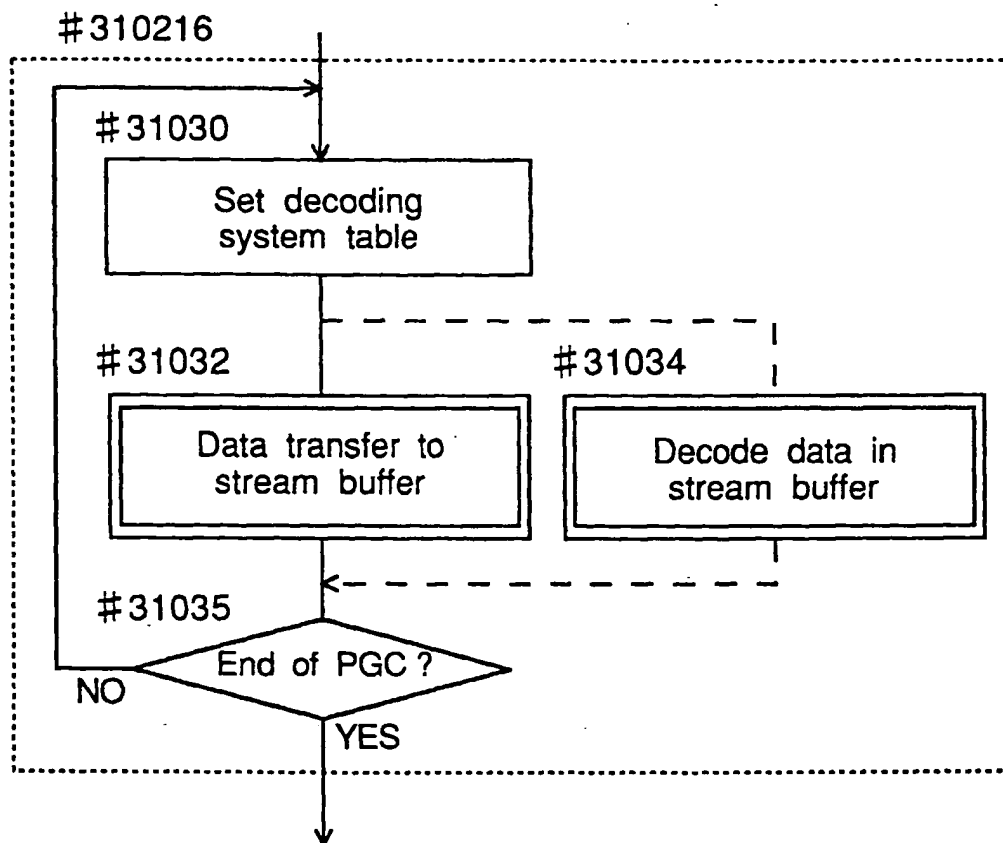 #310216
#31030
Set decoding
system table
#31032
#31034
Data transfer to
stream buffer
Decode data in
stream buffer
#31035
End of PGC?
NO
YES